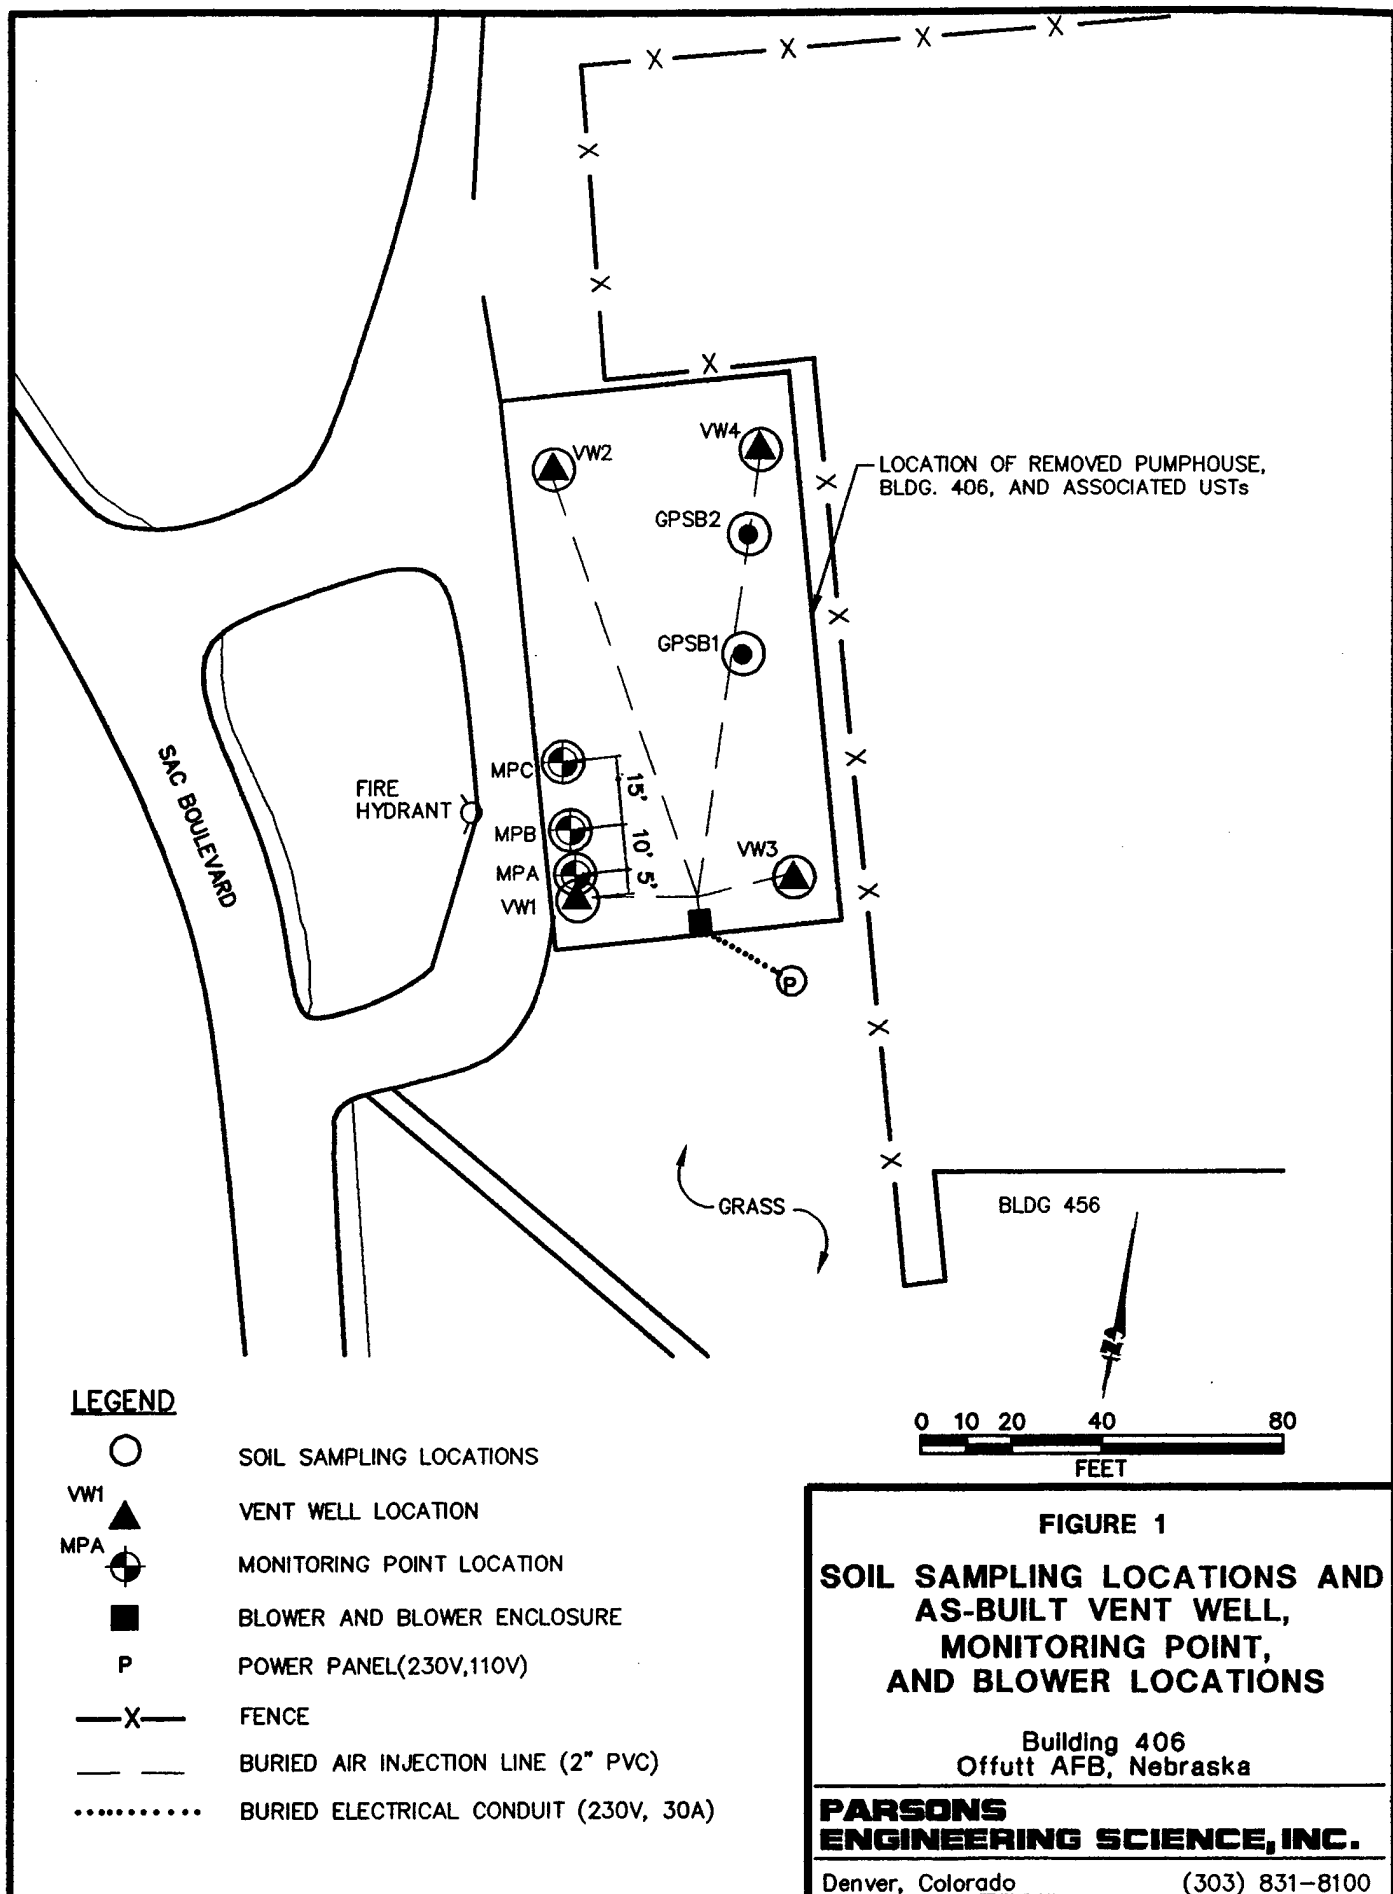 X X X X
X
X
X
VW2
VW4
X
LOCATION OF REMOVED PUMPHOUSE,
BLDG. 406, AND ASSOCIATED USTs
GPSB2
X
GPSB1
SAC BOULEVARD
X
MPC
15'
FIRE
HYDRANT
MPB
10'
VW3
MPA
5'
X
VW1
P
X
X
GRASS
BLDG 456
N
LEGEND
SOIL SAMPLING LOCATIONS
VW1
VENT WELL LOCATION
MPA
MONITORING POINT LOCATION
BLOWER AND BLOWER ENCLOSURE
P POWER PANEL(230V,110V)
X FENCE
BURIED AIR INJECTION LINE (2" PVC)
BURIED ELECTRICAL CONDUIT (230V, 30A)
0 10 20 40 80
FEET
FIGURE 1
SOIL SAMPLING LOCATIONS AND
AS-BUILT VENT WELL,
MONITORING POINT,
AND BLOWER LOCATIONS
Building 406
Offutt AFB, Nebraska
PARSONS
ENGINEERING SCIENCE, INC.
Denver, Colorado (303) 831-8100